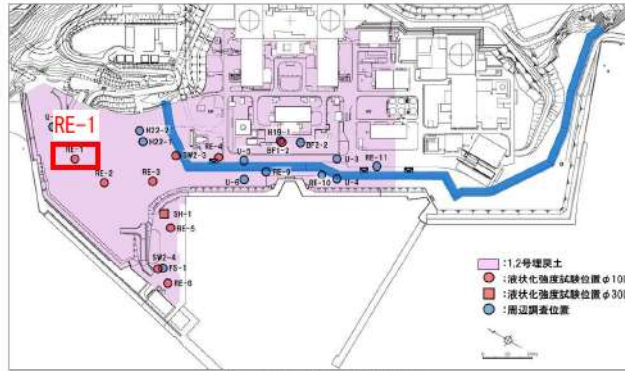 RE-1
H22-2
H22-1
RE-1
RE-2
RE-3
SW2-3
RE-4
U-5
U-6
H19-1
BF1-2
BF2-2
RE-9
U-3
RE-10
U-4
RE-11
SH-1
RE-5
SW2-4
FS-1
RE-6
:1,2号埋戻土
:液状化強度試験位置φ100
:液状化強度試験位置φ300
:周辺調査位置